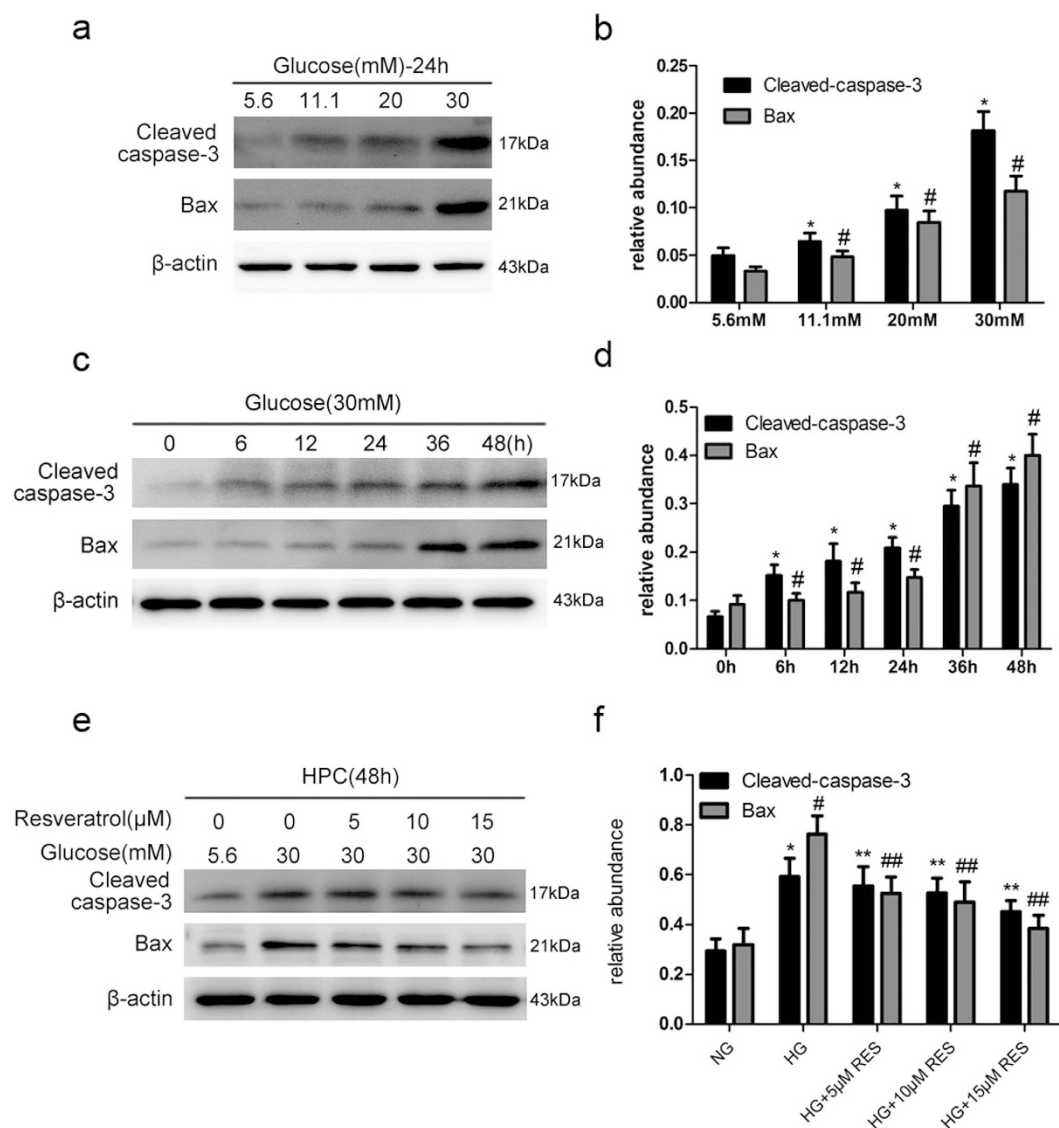 a
Glucose(mM)-24h
5.6 11.1 20 30
Cleaved
caspase-3
17kDa
Bax
21kDa
β-actin
43kDa
b
0.25
0.20
0.15
0.10
0.05
0.00
relative abundance
Cleaved-caspase-3
Bax
* # * # * #
5.6mM 11.1mM 20mM 30mM
c
Glucose(30mM)
0 6 12 24 36 48(h)
Cleaved
caspase-3
17kDa
Bax
21kDa
β-actin
43kDa
d
0.5
0.4
0.3
0.2
0.1
0.0
relative abundance
Cleaved-caspase-3
Bax
* # * # * # * # * #
0h 6h 12h 24h 36h 48h
e
HPC(48h)
Resveratrol(μM) 0 0 5 10 15
Glucose(mM) 5.6 30 30 30 30
Cleaved
caspase-3
17kDa
Bax
21kDa
β-actin
43kDa
f
1.0
0.8
0.6
0.4
0.2
0.0
relative abundance
Cleaved-caspase-3
Bax
* # ** ## ** ## ** ##
NG
HG
HG+5μM RES
HG+10μM RES
HG+15μM RES